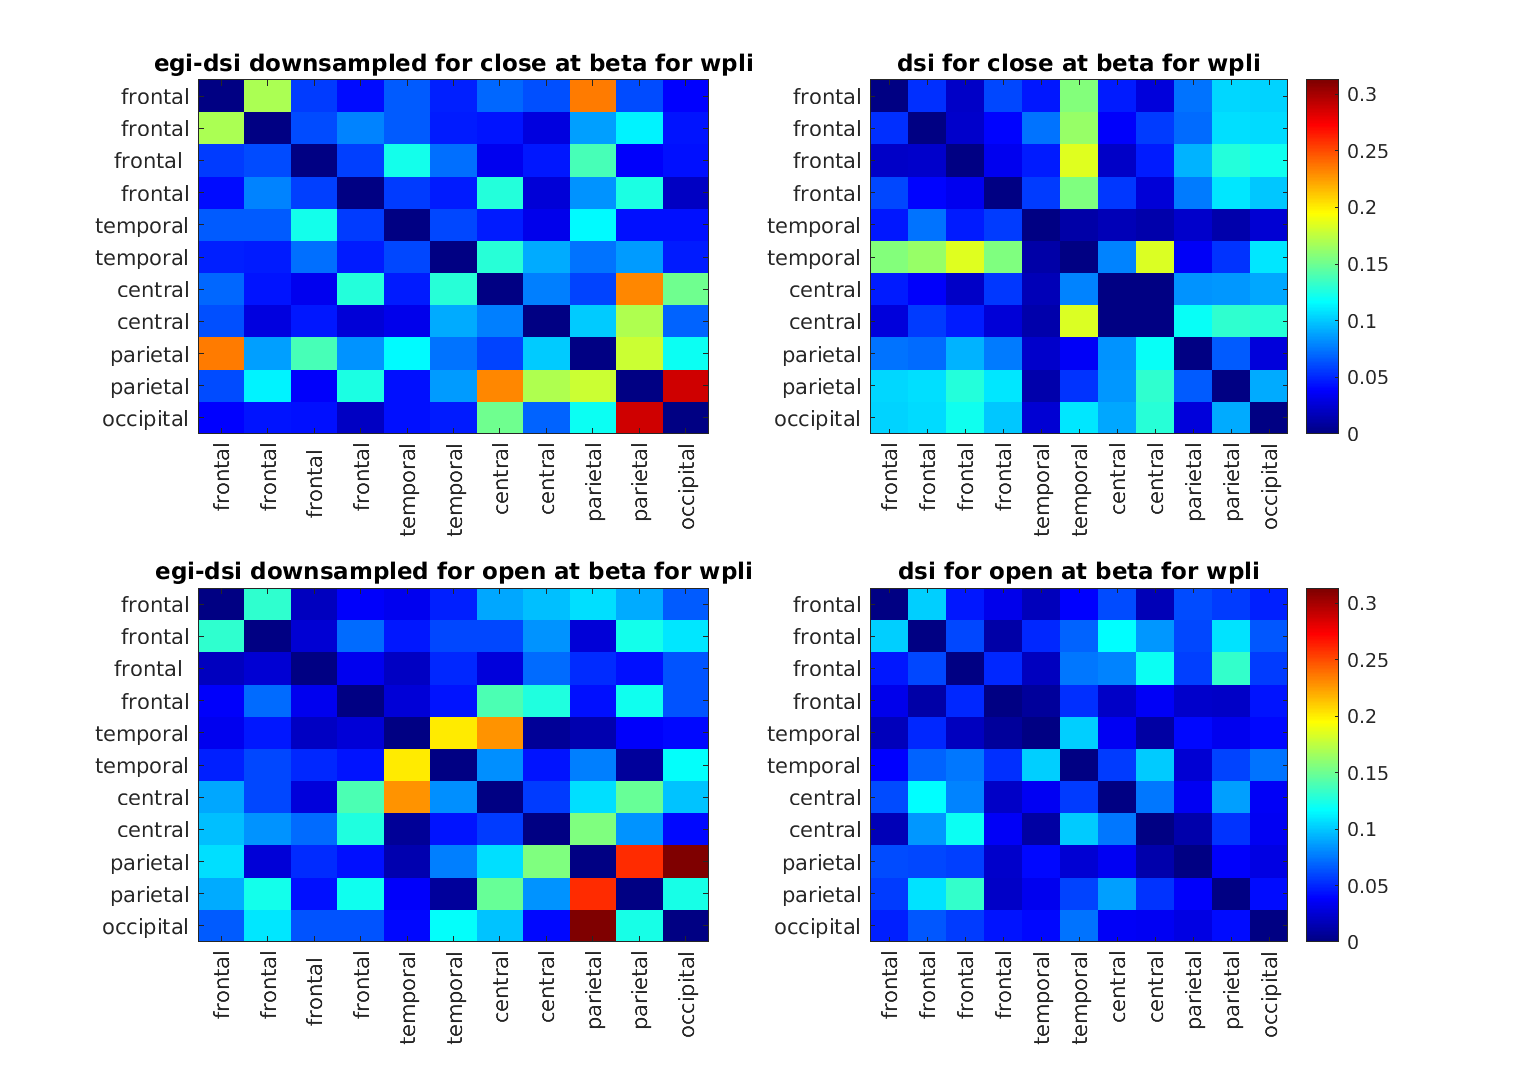 egi-dsi downsampled for close at beta for wpli
frontal
frontal
frontal
frontal
temporal
temporal
central
central
parietal
parietal
occipital
frontal
frontal
frontal
frontal
temporal
temporal
central
central
parietal
parietal
occipital
dsi for close at beta for wpli
frontal
frontal
frontal
frontal
temporal
temporal
central
central
parietal
parietal
occipital
frontal
frontal
frontal
frontal
temporal
temporal
central
central
parietal
parietal
occipital
0.3
0.25
0.2
0.15
0.1
0.05
0
egi-dsi downsampled for open at beta for wpli
frontal
frontal
frontal
frontal
temporal
temporal
central
central
parietal
parietal
occipital
frontal
frontal
frontal
frontal
temporal
temporal
central
central
parietal
parietal
occipital
dsi for open at beta for wpli
frontal
frontal
frontal
frontal
temporal
temporal
central
central
parietal
parietal
occipital
frontal
frontal
frontal
frontal
temporal
temporal
central
central
parietal
parietal
occipital
0.3
0.25
0.2
0.15
0.1
0.05
0